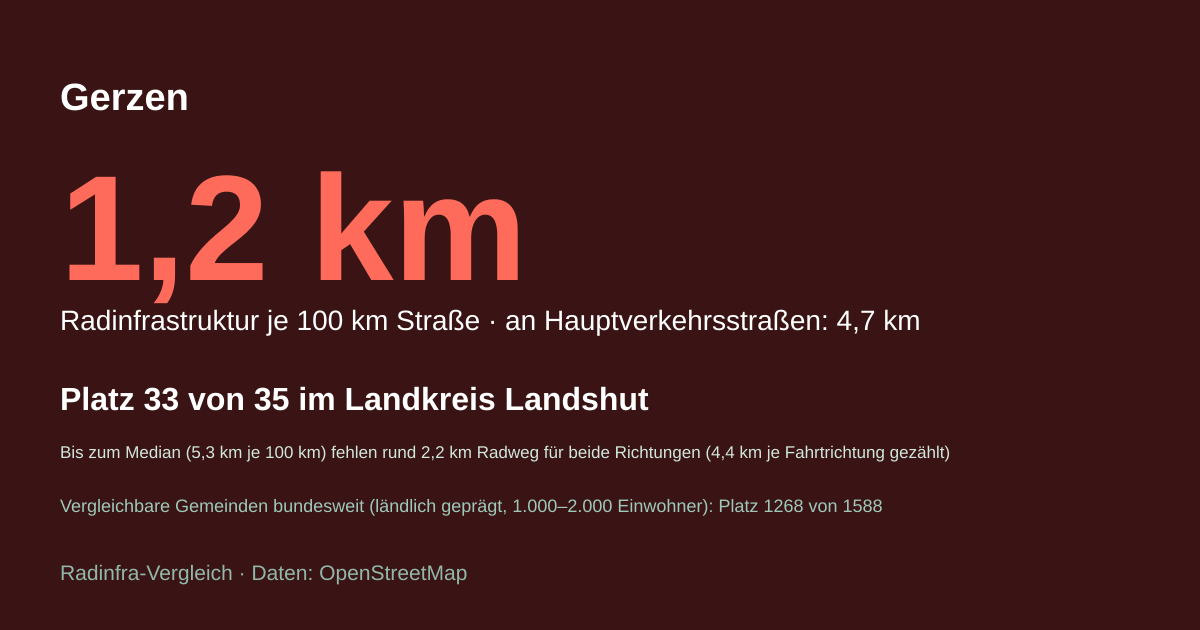 Gerzen
1,2 km
Radinfrastruktur je 100 km Straße · an Hauptverkehrsstraßen: 4,7 km
Platz 33 von 35 im Landkreis Landshut
Bis zum Median (5,3 km je 100 km) fehlen rund 2,2 km Radweg für beide Richtungen (4,4 km je Fahrtrichtung gezählt)
Vergleichbare Gemeinden bundesweit (ländlich geprägt, 1.000–2.000 Einwohner): Platz 1268 von 1588
Radinfra-Vergleich · Daten: OpenStreetMap